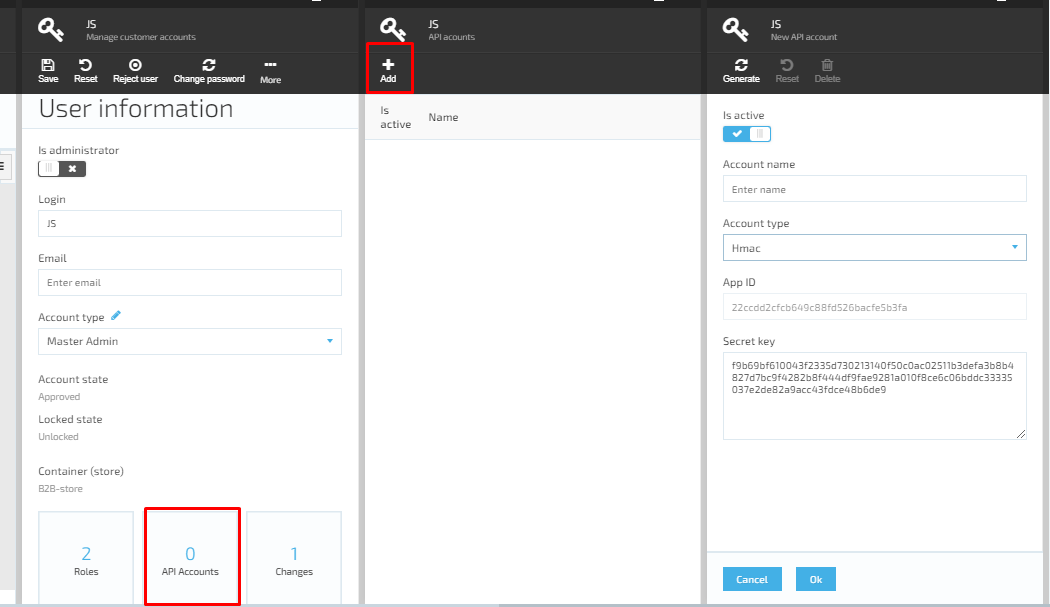 JS
Manage customer accounts
Save
Reset
Reject user
Change password
More
User information
Is administrator
Login
JS
Email
Enter email
Account type
Master Admin
Account state
Approved
Locked state
Unlocked
Container (store)
B2B-store
2
Roles
0
API Accounts
1
Changes
JS
API acounts
Add
Is
active
Name
JS
New API account
Generate
Reset
Delete
Is active
Account name
Enter name
Account type
Hmac
App ID
22ccdd2cfcb649c88fd526bacfe5b3fa
Secret key
f9b69bf610043f2335d730213140f50c0ac02511b3defa3b8b4
827d7bc9f4282b8f444df9fae9281a010f8ce6c06bddc33335
037e2de82a9acc43fdce48b6de9
Cancel
Ok